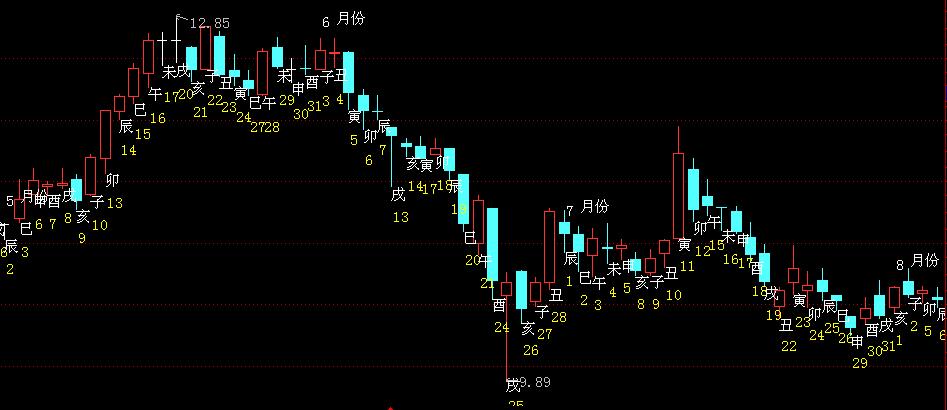 5 月份
辰 2
巳 3
申 6
酉 7
戌 8
亥 9
子 10
卯 13
辰 14
巳 15
午 16
未 17
12.85
戌 20
亥 21
子 22
丑 23
寅 24
巳 27
午 28
未 29
申 30
酉 31
6 月份
子 3
丑 4
寅 5
卯 6
辰 7
戌 13
亥 14
寅 17
卯 18
辰 19
巳 20
午 21
酉 24
戌 25
9.89
亥 26
子 27
丑 28
7 月份
辰 1
巳 2
午 3
未 4
申 5
亥 8
子 9
丑 10
寅 11
卯 12
午 15
未 16
申 17
酉 18
戌 19
丑 22
寅 23
卯 24
辰 25
巳 26
申 29
酉 30
戌 31
8 月份
亥 1
子 2
卯 5
辰 6